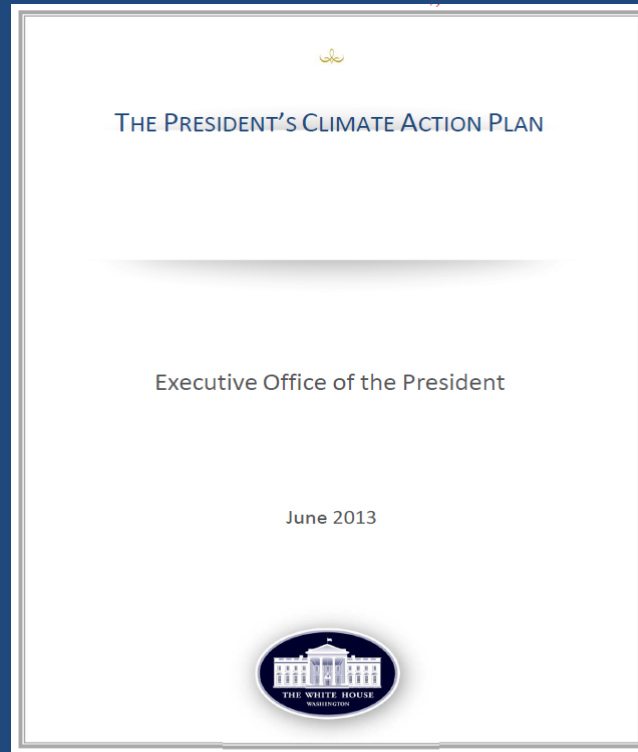 THE PRESIDENT'S CLIMATE ACTION PLAN
Executive Office of the President
June 2013
THE WHITE HOUSE
WASHINGTON